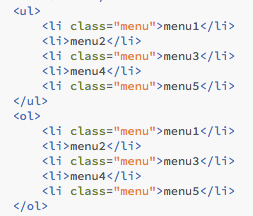 <ul>
    <li class="menu">menu1</li>
    <li>menu2</li>
    <li class="menu">menu3</li>
    <li>menu4</li>
    <li class="menu">menu5</li>
</ul>
<ol>
    <li class="menu">menu1</li>
    <li>menu2</li>
    <li class="menu">menu3</li>
    <li>menu4</li>
    <li class="menu">menu5</li>
</ol>